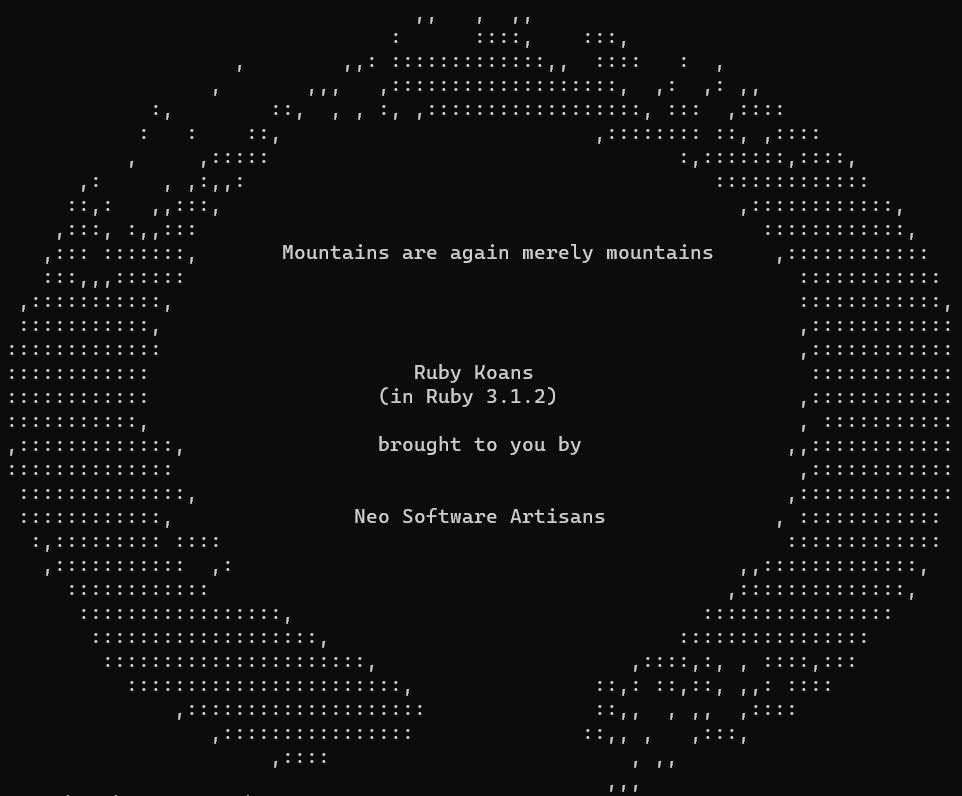 Mountains are again merely mountains
Ruby Koans
(in Ruby 3.1.2)
brought to you by
Neo Software Artisans